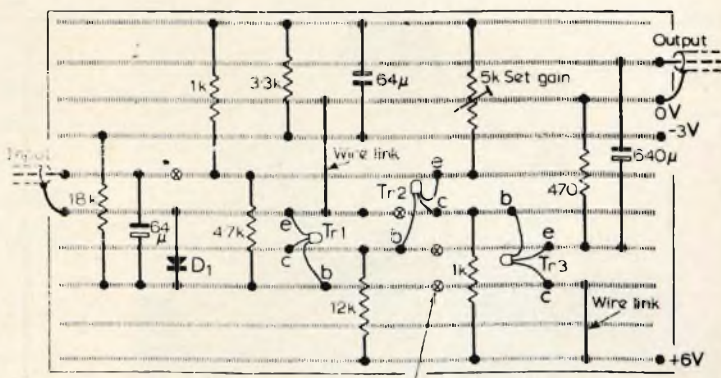 Output
1k
3.3k
64μ
5k Set gain
0V
-3V
Input
Wire link
640μ
18k
64
μ
4.7k
e
Tr2
e
c
470
e
Tr1
b
b
c
D1
b
1k
e
Tr3
c
12k
Wire link
+6V